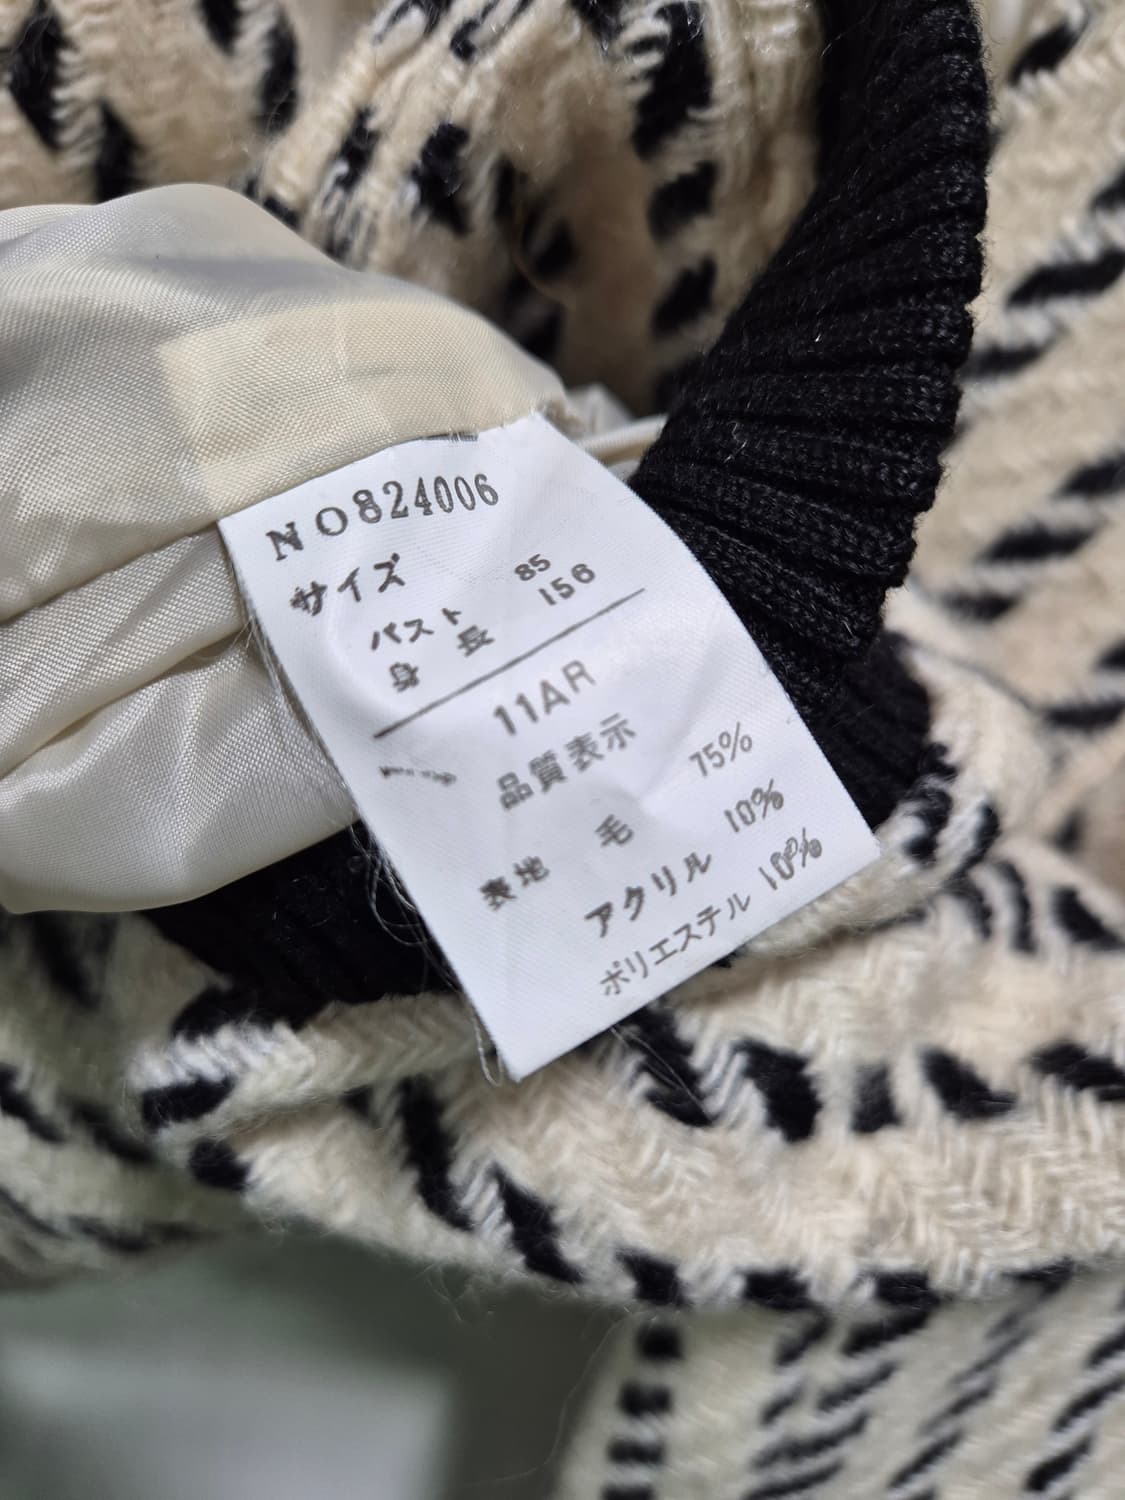 NO824006
サイズ
バスト 85
身長 156
11AR
品質表示
表地 毛 75%
アクリル 10%
ポリエステル 10%